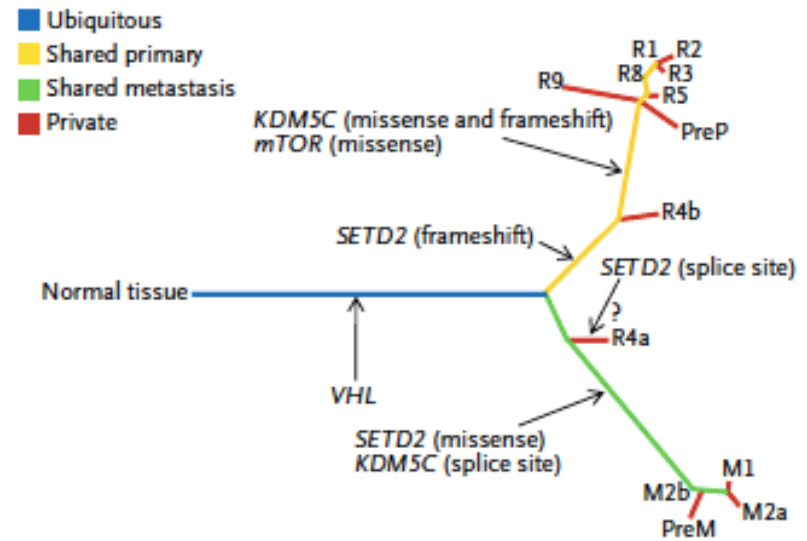 Ubiquitous
Shared primary
Shared metastasis
Private
R1
R2
R8
R3
R9
R5
KDM5C (missense and frameshift)
mTOR (missense)
PreP
R4b
SETD2 (frameshift)
SETD2 (splice site)
Normal tissue
?
R4a
VHL
SETD2 (missense)
KDM5C (splice site)
M1
M2b
M2a
PreM